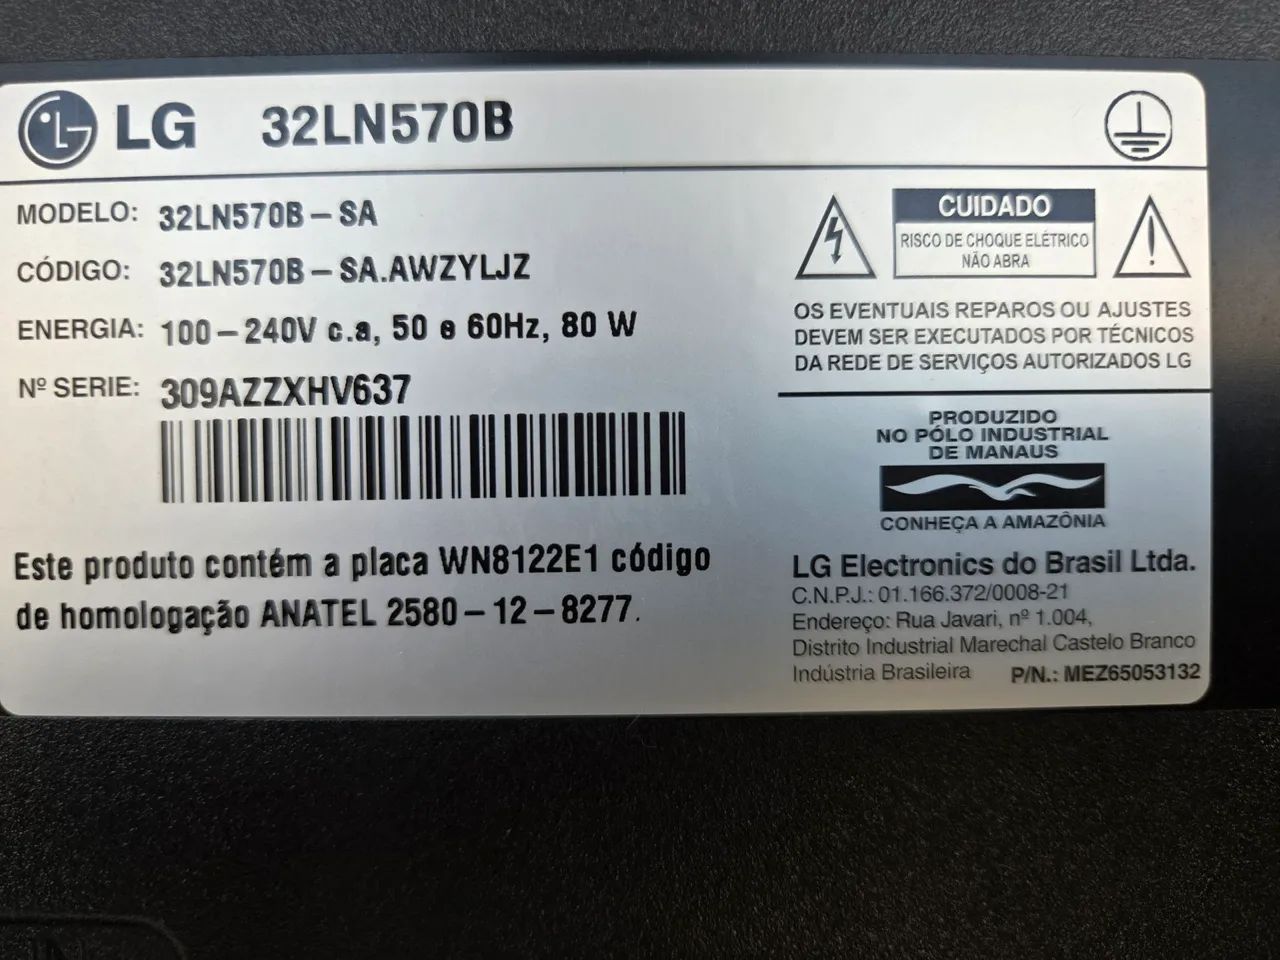 LG 32LN570B
MODELO: 32LN570B-SA
CÓDIGO: 32LN570B-SA.AWZYLJZ
ENERGIA: 100-240V c.a, 50 e 60Hz, 80 W
Nº SERIE: 309AZZXHV637
Este produto contém a placa WN8122E1 código
de homologação ANATEL 2580-12-8277.
CUIDADO
RISCO DE CHOQUE ELÉTRICO
NÃO ABRA
OS EVENTUAIS REPAROS OU AJUSTES
DEVEM SER EXECUTADOS POR TÉCNICOS
DA REDE DE SERVIÇOS AUTORIZADOS LG
PRODUZIDO
NO PÓLO INDUSTRIAL
DE MANAUS
CONHEÇA A AMAZÔNIA
LG Electronics do Brasil Ltda.
C.N.P.J.: 01.166.372/0008-21
Endereço: Rua Javari, nº 1.004,
Distrito Industrial Marechal Castelo Branco
Indústria Brasileira P/N.: MEZ65053132